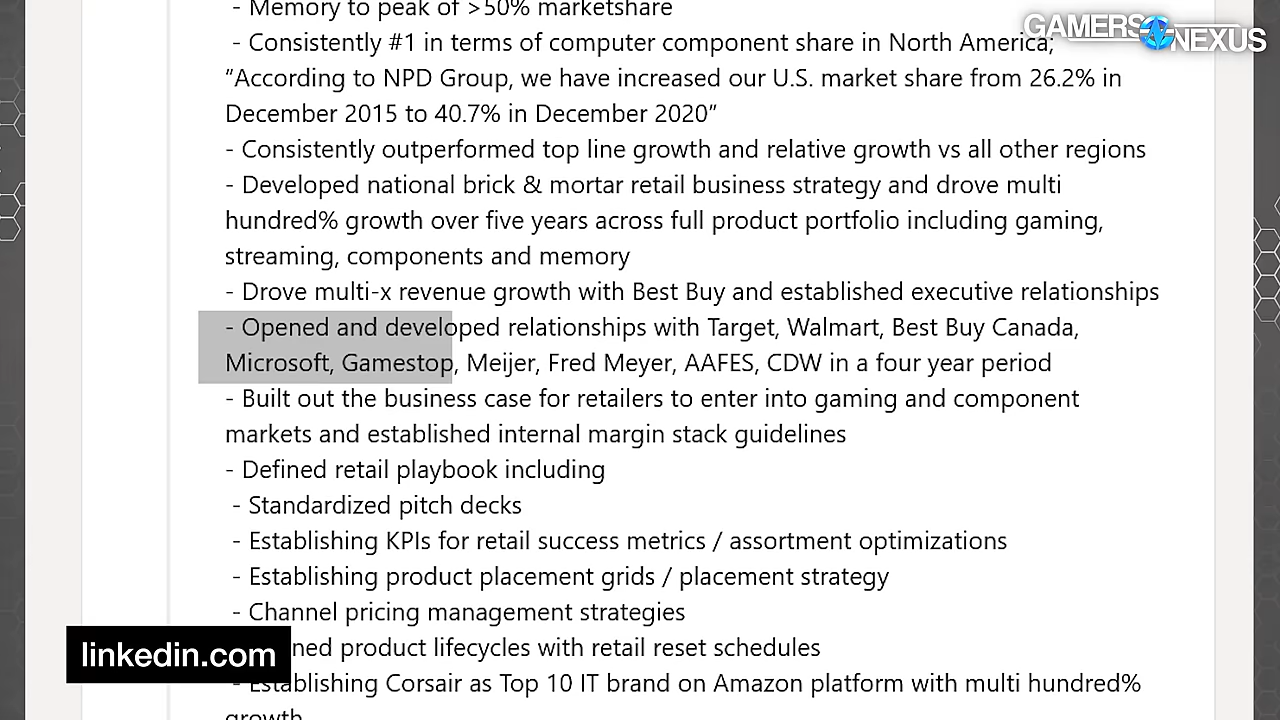 - Memory to peak of >50% marketshare
GAMERS NEXUS
- Consistently #1 in terms of computer component share in North America;
"According to NPD Group, we have increased our U.S. market share from 26.2% in
December 2015 to 40.7% in December 2020"
- Consistently outperformed top line growth and relative growth vs all other regions
- Developed national brick & mortar retail business strategy and drove multi
hundred% growth over five years across full product portfolio including gaming,
streaming, components and memory
- Drove multi-x revenue growth with Best Buy and established executive relationships
- Opened and developed relationships with Target, Walmart, Best Buy Canada,
Microsoft, Gamestop, Meijer, Fred Meyer, AAFES, CDW in a four year period
- Built out the business case for retailers to enter into gaming and component
markets and established internal margin stack guidelines
- Defined retail playbook including
- Standardized pitch decks
- Establishing KPIs for retail success metrics / assortment optimizations
- Establishing product placement grids / placement strategy
- Channel pricing management strategies
product lifecycles with retail reset schedules
linkedin.com
- Establishing Corsair as Top 10 IT brand on Amazon platform with multi hundred%
growth